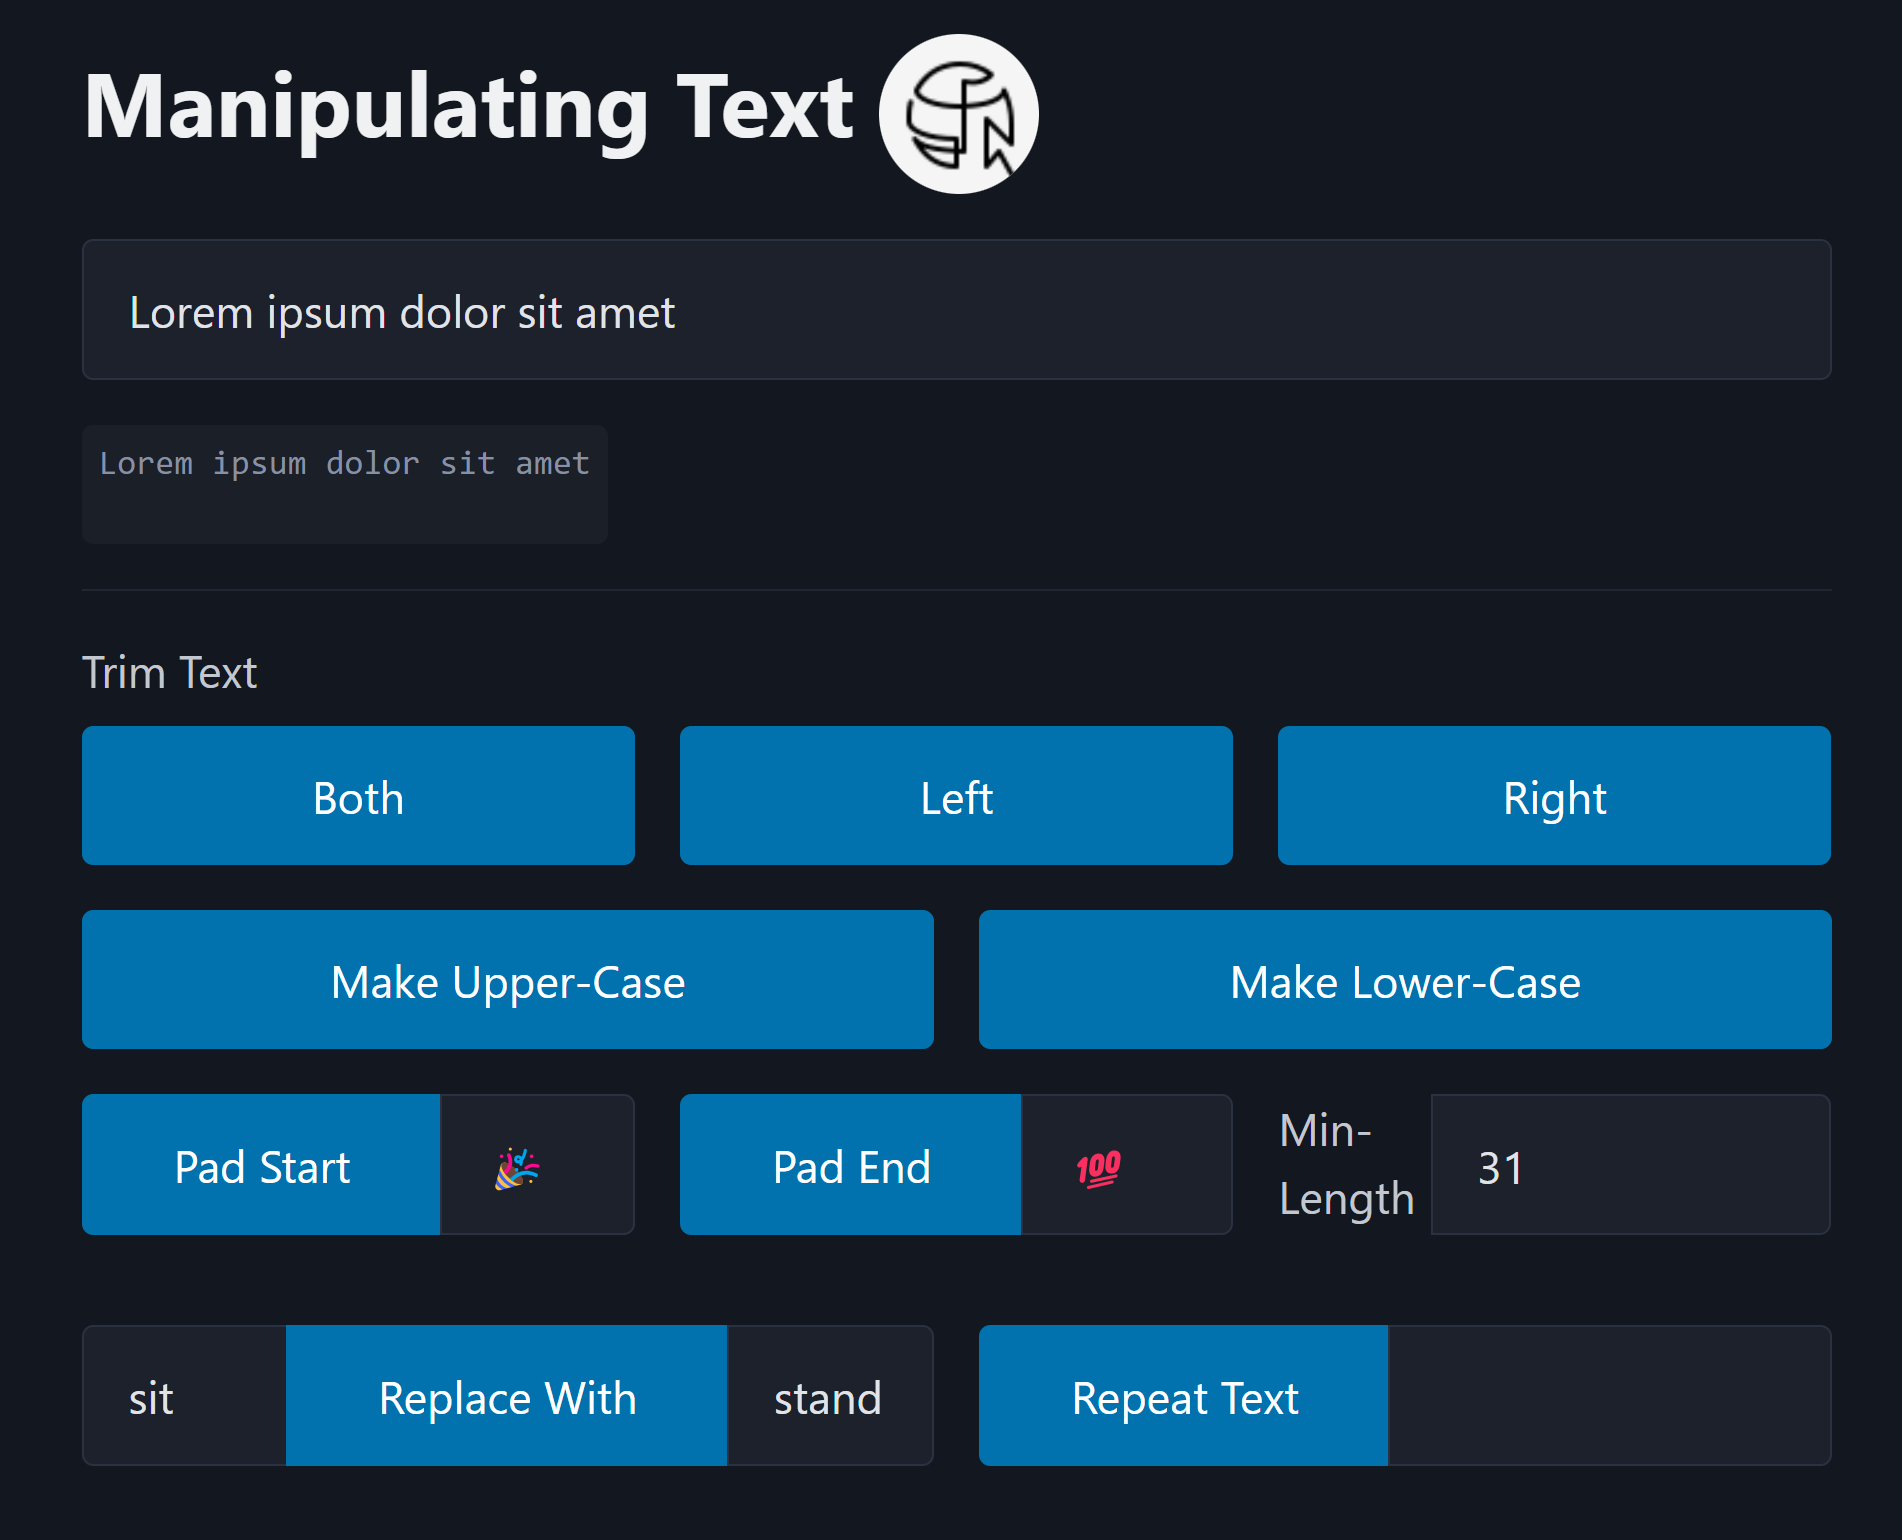 Manipulating Text
Lorem ipsum dolor sit amet
Lorem ipsum dolor sit amet
Trim Text
Both Left Right
Make Upper-Case Make Lower-Case
Pad Start 🎉 Pad End 💯 Min-
Length 31
sit Replace With stand Repeat Text